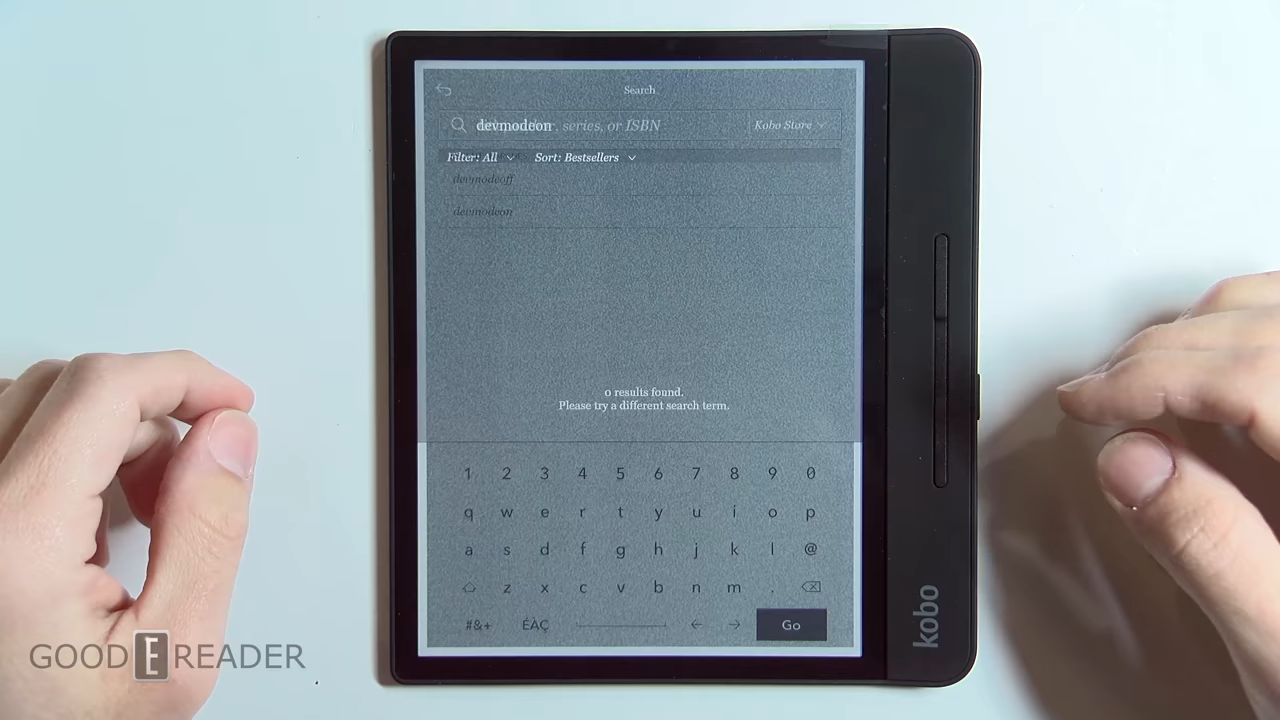 Search
devmodeon r, series, or ISBN
Kobo Store
Filter: All Sort: Bestsellers
devmodeoff
devmodeon
0 results found.
Please try a different search term.
1 2 3 4 5 6 7 8 9 0
q w e r t y u i o p
a s d f g h j k l @
z x c v b n m .
#&+ ÉÀÇ Go
kobo
GOOD E READER